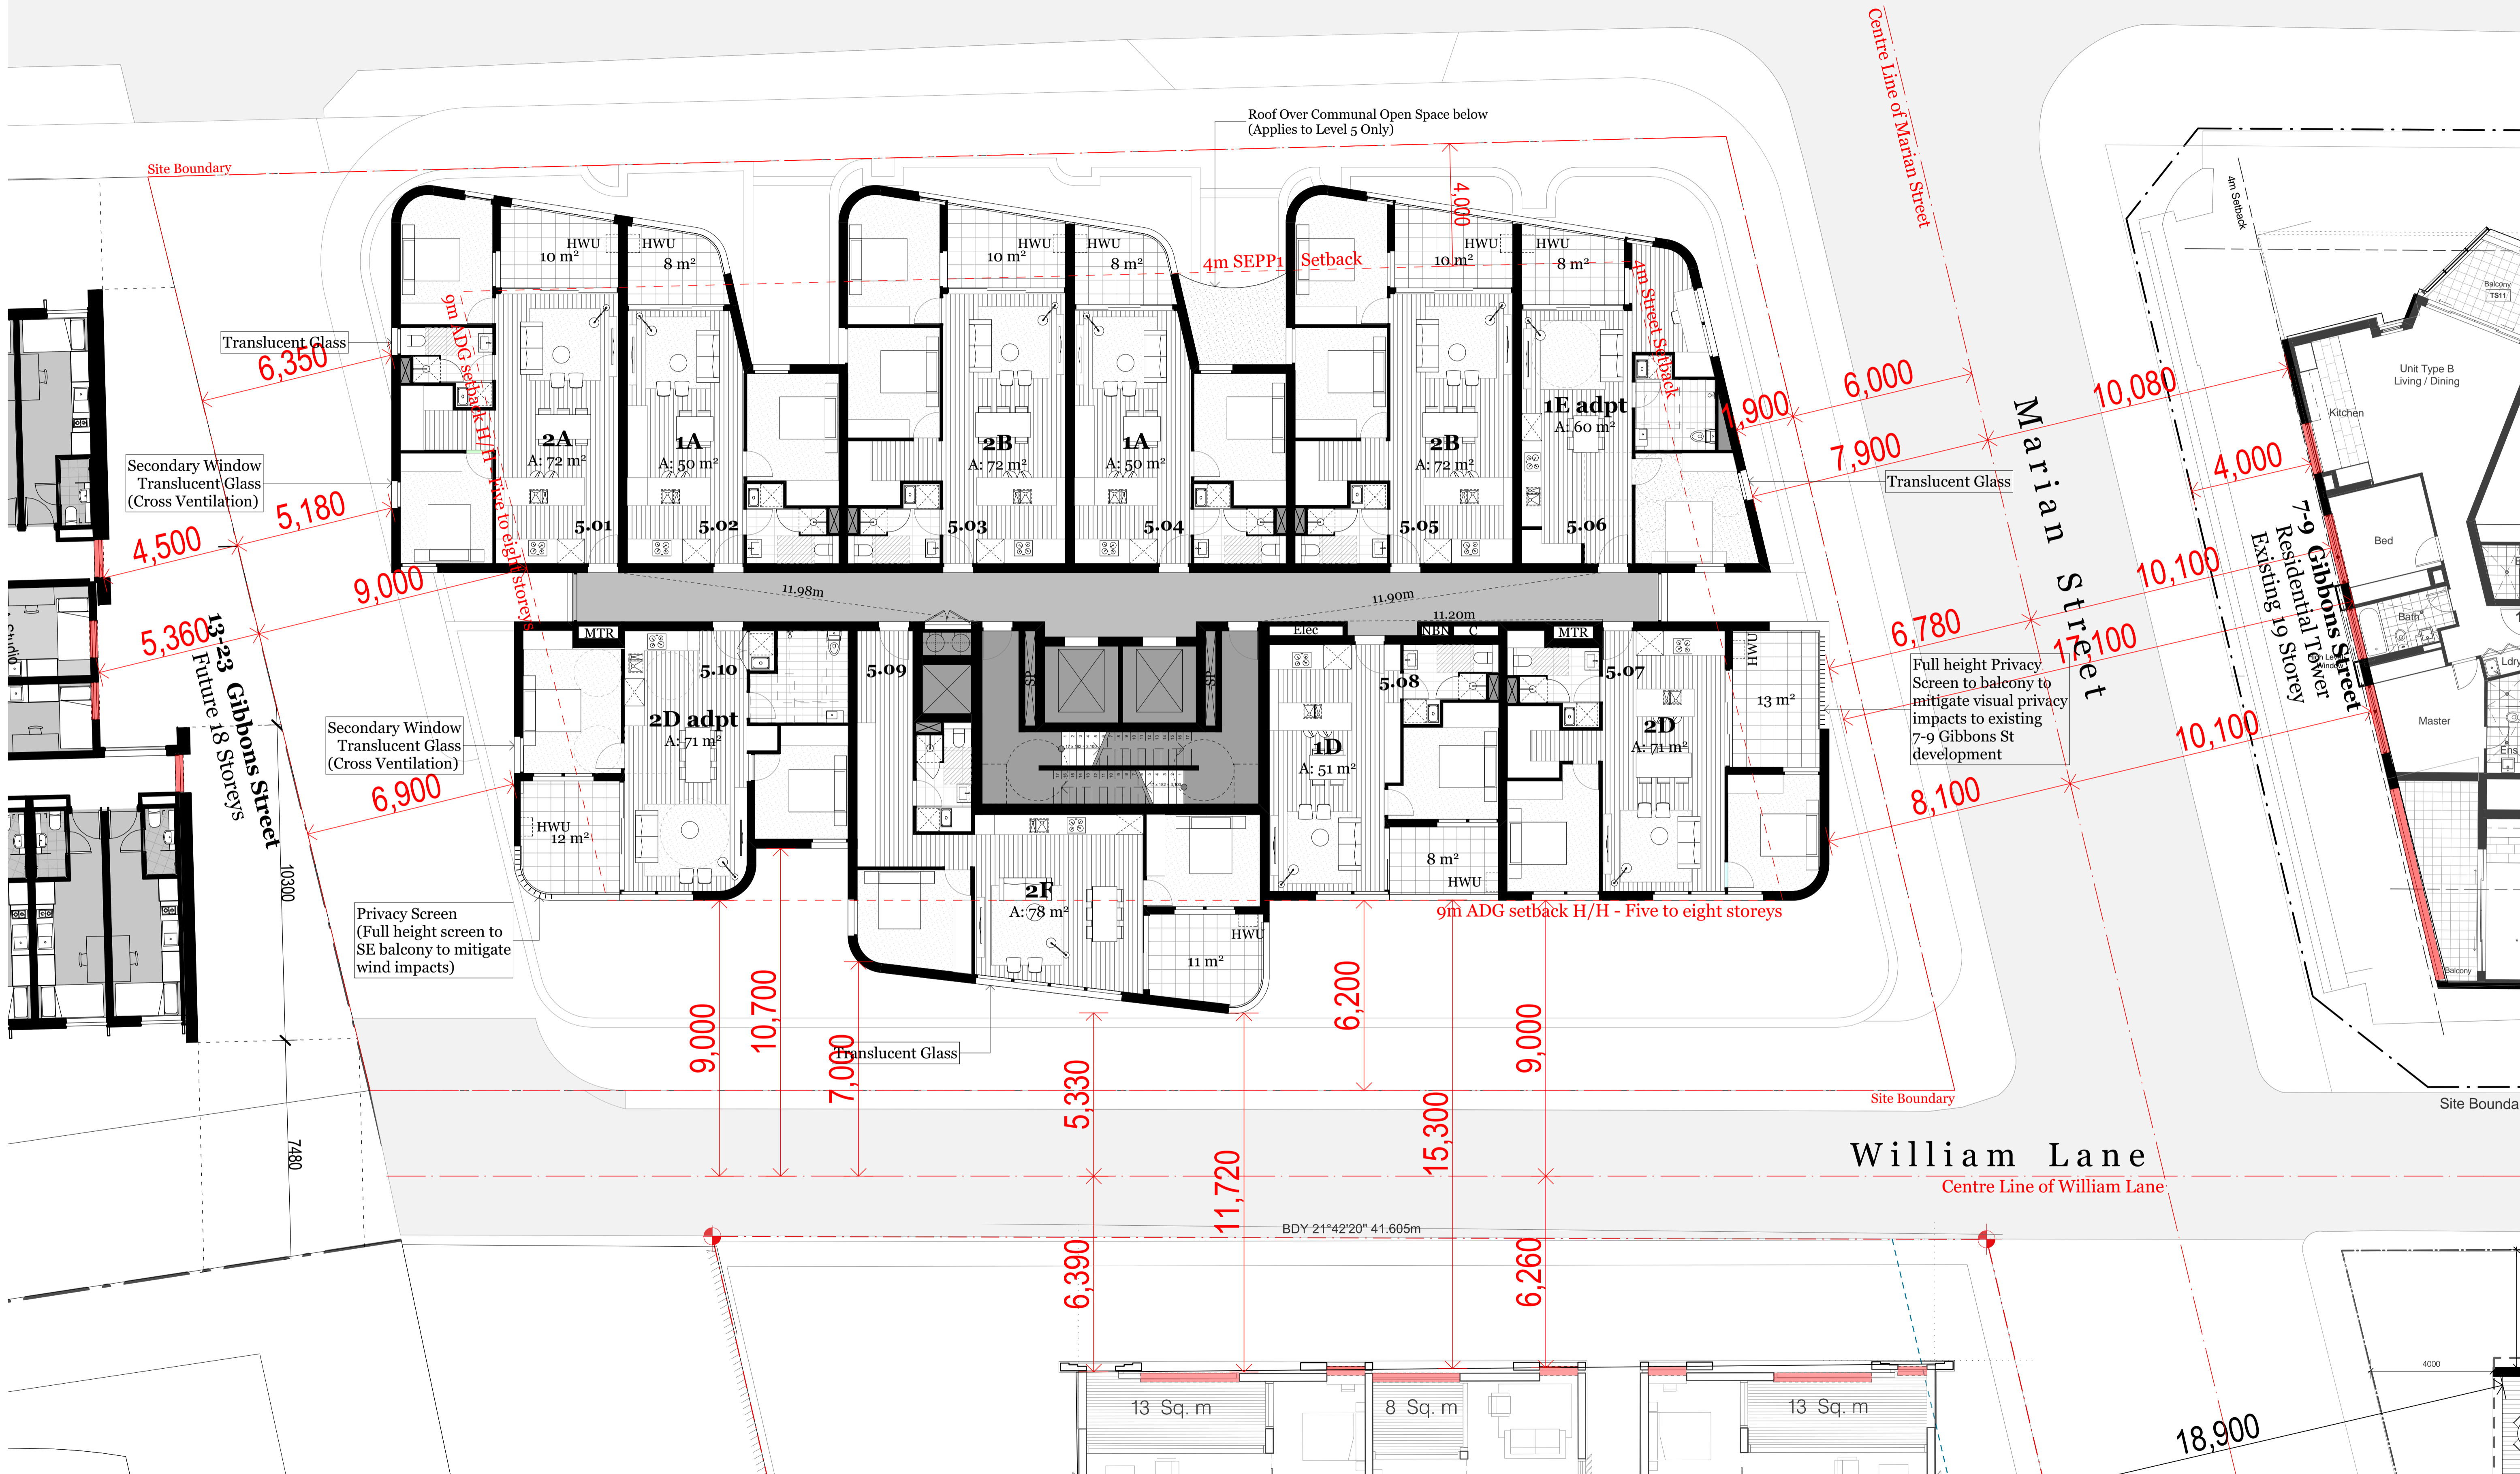 Centre Line of Marian Street
Roof Over Communal Open Space below
(Applies to Level 5 Only)
Site Boundary
4,000
4m Setback
HWU
10 m²
HWU
8 m²
HWU
10 m²
HWU
8 m²
HWU
10 m²
HWU
8 m²
4m SEPP1
Setback
4m Street Setback
9m ADG setback H/H - Five to eight storeys
Balcony
TS11
Translucent Glass
6,350
Unit Type B
Living / Dining
Kitchen
2A
A: 72 m²
1A
A: 50 m²
2B
A: 72 m²
1A
A: 50 m²
2B
A: 72 m²
1E adpt
A: 60 m²
1,900
6,000
10,080
7,900
4,000
Marian Street
Translucent Glass
Secondary Window
Translucent Glass
(Cross Ventilation)
5,180
4,500
5.01
5.02
5.03
5.04
5.05
5.06
Bed
7-9 Gibbons Street
Residential Tower
Existing 19 Storey
9,000
11.98m
11.90m
11.20m
10,100
5,360
13-23 Gibbons Street
Future 18 Storeys
Studio
MTR
Elec
NBN
C
MTR
Bath
6,780
17,100
Ldry
5.10
5.09
SP
SP
5.08
5.07
HWU
13 m²
Full height Privacy
Screen to balcony to
mitigate visual privacy
impacts to existing
7-9 Gibbons St
development
2D adpt
A: 71 m²
1D
A: 51 m²
2D
A: 71 m²
Master
10,100
Ens
Secondary Window
Translucent Glass
(Cross Ventilation)
6,900
8,100
HWU
12 m²
8 m²
HWU
10300
2F
A: 78 m²
HWU
11 m²
9m ADG setback H/H - Five to eight storeys
Privacy Screen
(Full height screen to
SE balcony to mitigate
wind impacts)
Balcony
9,000
10,700
7,000
Translucent Glass
5,330
11,720
6,200
15,300
9,000
Site Boundary
Site Bounda
7480
William Lane
Centre Line of William Lane
BDY 21°42'20" 41.605m
6,390
6,260
4000
13 Sq. m
8 Sq. m
13 Sq. m
18,900